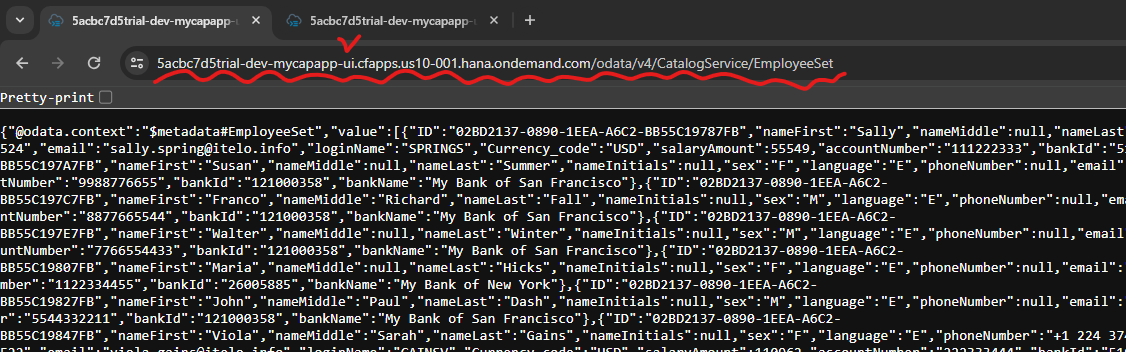 5acbc7d5trial-dev-mycapapp-u
5acbc7d5trial-dev-mycapapp-u
5acbc7d5trial-dev-mycapapp-ui.cfapps.us10-001.hana.ondemand.com/odata/v4/CatalogService/EmployeeSet
Pretty-print
{"@odata.context":"$metadata#EmployeeSet","value":[{"ID":"02BD2137-0890-1EEA-A6C2-BB55C19787FB","nameFirst":"Sally","nameMiddle":null,"nameLast
524","email":"sally.spring@itelo.info","loginName":"SPRINGS","Currency_code":"USD","salaryAmount":55549,"accountNumber":"111222333","bankId":"5
BB55C197A7FB","nameFirst":"Susan","nameMiddle":null,"nameLast":"Summer","nameInitials":null,"sex":"F","language":"E","phoneNumber":null,"email"
tNumber":"9988776655","bankId":"121000358","bankName":"My Bank of San Francisco"},{"ID":"02BD2137-0890-1EEA-A6C2-
BB55C197C7FB","nameFirst":"Franco","nameMiddle":"Richard","nameLast":"Fall","nameInitials":null,"sex":"M","language":"E","phoneNumber":null,"em
ntNumber":"8877665544","bankId":"121000358","bankName":"My Bank of San Francisco"},{"ID":"02BD2137-0890-1EEA-A6C2-
BB55C197E7FB","nameFirst":"Walter","nameMiddle":null,"nameLast":"Winter","nameInitials":null,"sex":"M","language":"E","phoneNumber":null,"email
untNumber":"7766554433","bankId":"121000358","bankName":"My Bank of San Francisco"},{"ID":"02BD2137-0890-1EEA-A6C2-
BB55C19807FB","nameFirst":"Maria","nameMiddle":null,"nameLast":"Hicks","nameInitials":null,"sex":"F","language":"E","phoneNumber":null,"email":
mber":"1122334455","bankId":"26005885","bankName":"My Bank of New York"},{"ID":"02BD2137-0890-1EEA-A6C2-
BB55C19827FB","nameFirst":"John","nameMiddle":"Paul","nameLast":"Dash","nameInitials":null,"sex":"M","language":"E","phoneNumber":null,"email":
r":"5544332211","bankId":"121000358","bankName":"My Bank of San Francisco"},{"ID":"02BD2137-0890-1EEA-A6C2-
BB55C19847FB","nameFirst":"Viola","nameMiddle":"Sarah","nameLast":"Gains","nameInitials":null,"sex":"F","language":"E","phoneNumber":"+1 224 374